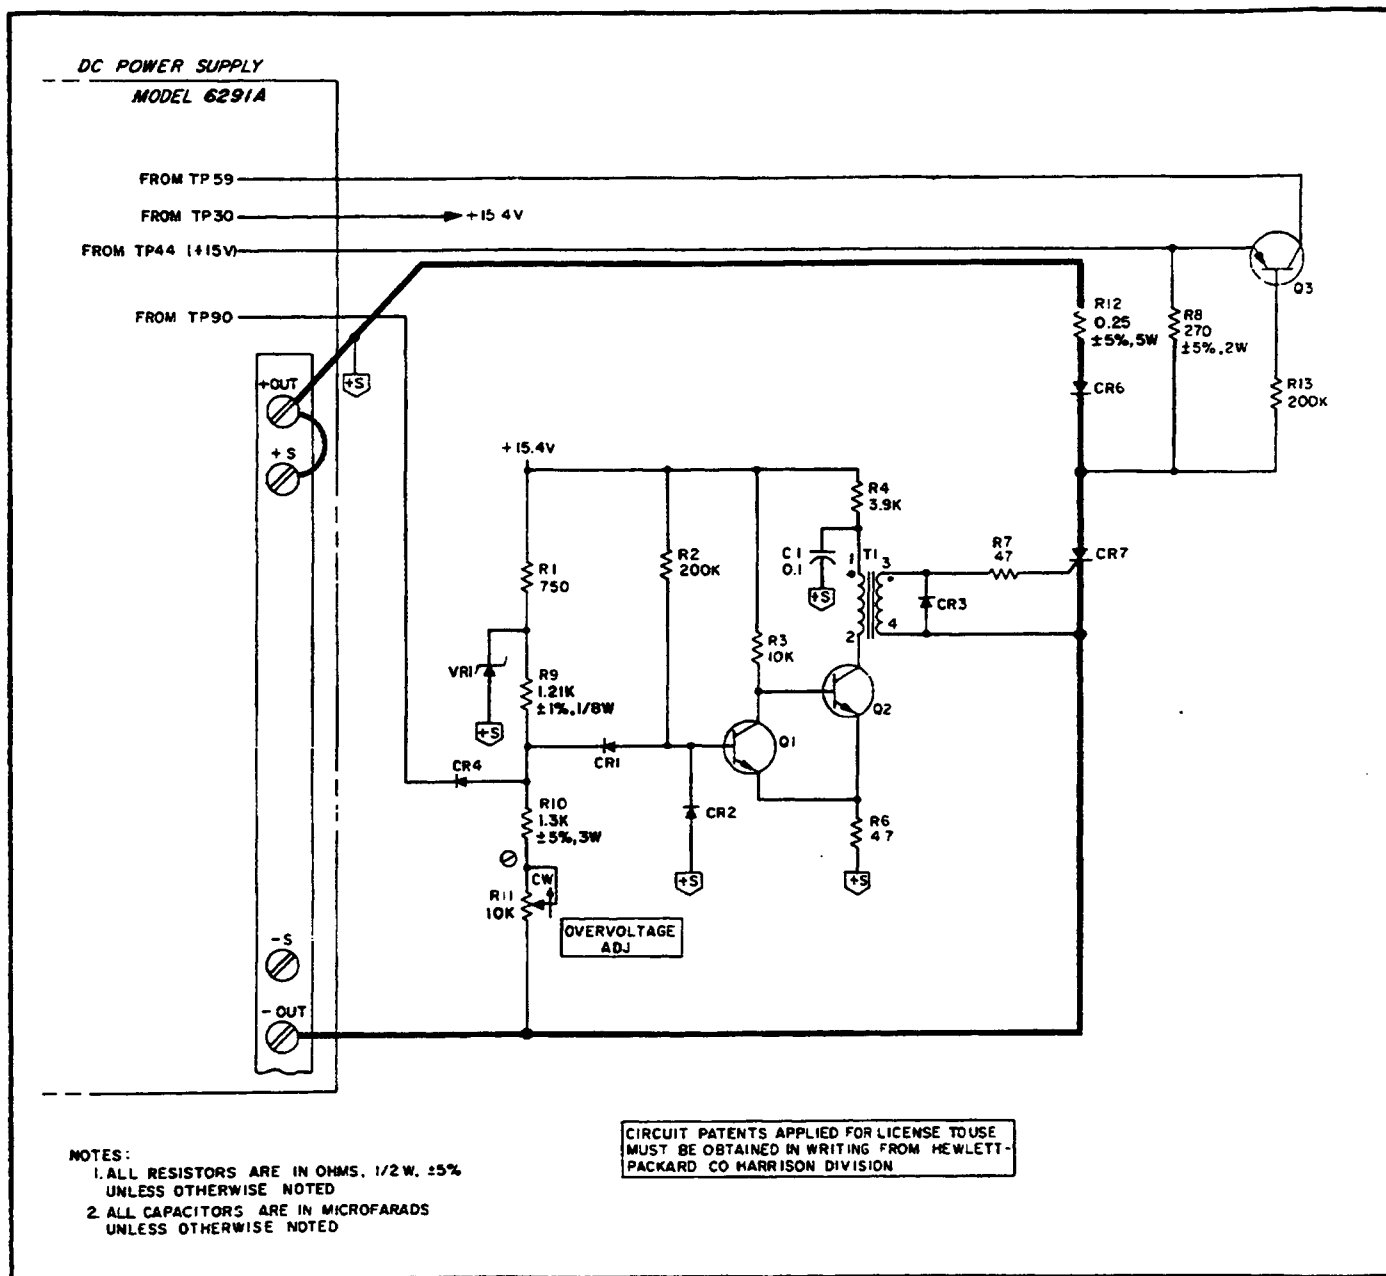 DC POWER SUPPLY
MODEL 6291A
FROM TP59
FROM TP30
+15.4V
FROM TP44 (+15V)
FROM TP90
+OUT
+S
+S
Q3
R12
0.25
±5%,5W
R8
270
±5%,2W
CR6
R13
200K
+15.4V
R4
3.9K
R1
750
R2
200K
C1
0.1
+S
T1
1
3
2
4
R7
47
CR7
CR3
R3
10K
VR1
+S
R9
1.21K
±1%,1/8W
Q2
Q1
CR1
CR4
CR2
+S
R10
1.3K
±5%,3W
R6
47
+S
CW
R11
10K
OVERVOLTAGE
ADJ
-S
-OUT
NOTES:
1. ALL RESISTORS ARE IN OHMS, 1/2 W, ±5%
UNLESS OTHERWISE NOTED
2 ALL CAPACITORS ARE IN MICROFARADS
UNLESS OTHERWISE NOTED
CIRCUIT PATENTS APPLIED FOR LICENSE TO USE
MUST BE OBTAINED IN WRITING FROM HEWLETT-
PACKARD CO HARRISON DIVISION